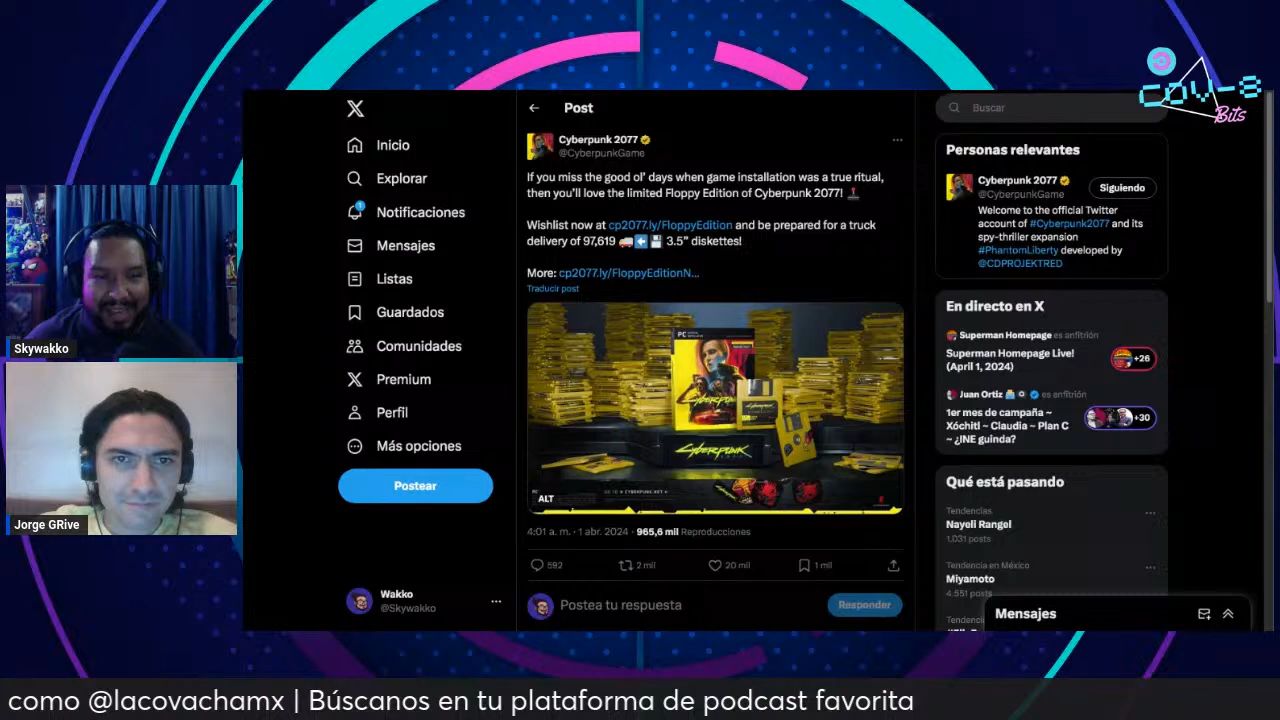 COV-S
Bits
Skywakko
Jorge GRive
Inicio
Explorar
1
Notificaciones
Mensajes
Listas
Guardados
Comunidades
Premium
Perfil
Más opciones
Postear
Wakko
@Skywakko
Post
Cyberpunk 2077
@CyberpunkGame
If you miss the good ol' days when game installation was a true ritual,
then you'll love the limited Floppy Edition of Cyberpunk 2077!
Wishlist now at cp2077.ly/FloppyEdition and be prepared for a truck
delivery of 97,619 3.5" diskettes!
More: cp2077.ly/FloppyEditionN...
Traducir post
PC
Cyberpunk
Cyberpunk
Cyberpunk
ALT
4:01 a. m. · 1 abr. 2024 · 965,6 mil Reproducciones
592
2 mil
20 mil
1 mil
Postea tu respuesta
Responder
Buscar
Personas relevantes
Cyberpunk 2077
@CyberpunkGame
Siguiendo
Welcome to the official Twitter
account of #Cyberpunk2077 and its
spy-thriller expansion
#PhantomLiberty developed by
@CDPROJEKTRED
En directo en X
Superman Homepage es anfitrión
Superman Homepage Live!
(April 1, 2024)
+26
Juan Ortiz es anfitrión
1er mes de campaña ~
Xóchitl ~ Claudia ~ Plan C
~ ¿INE guinda?
+30
Qué está pasando
Tendencias
Nayeli Rangel
1,031 posts
Tendencia en México
Miyamoto
4,551 posts
Mensajes
como @lacovachamx | Búscanos en tu plataforma de podcast favorita